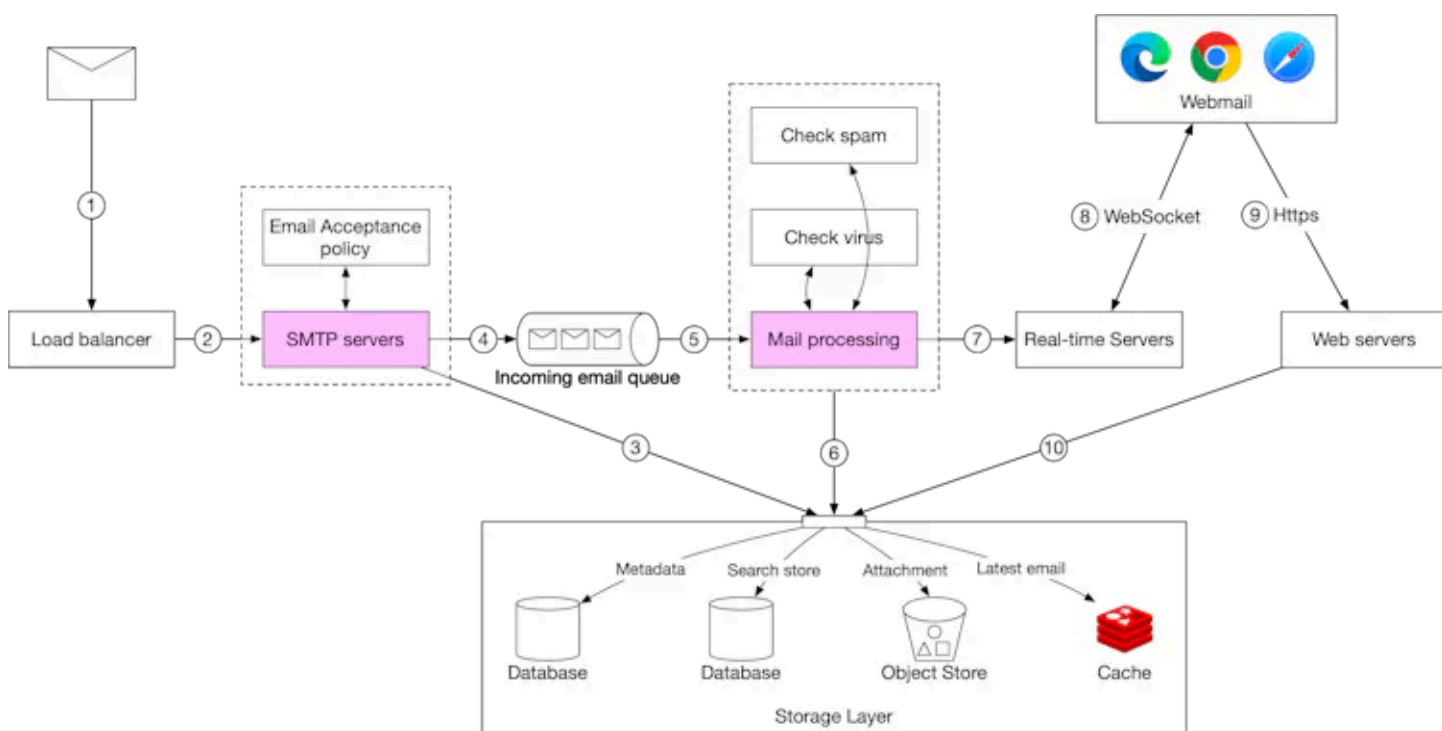 Webmail
Check spam
1
8 WebSocket
9 Https
Email Acceptance
policy
Check virus
Load balancer
2
SMTP servers
4
5
Mail processing
7
Real-time Servers
Web servers
Incoming email queue
3
6
10
Metadata
Search store
Attachment
Latest email
Database
Database
Object Store
Cache
Storage Layer